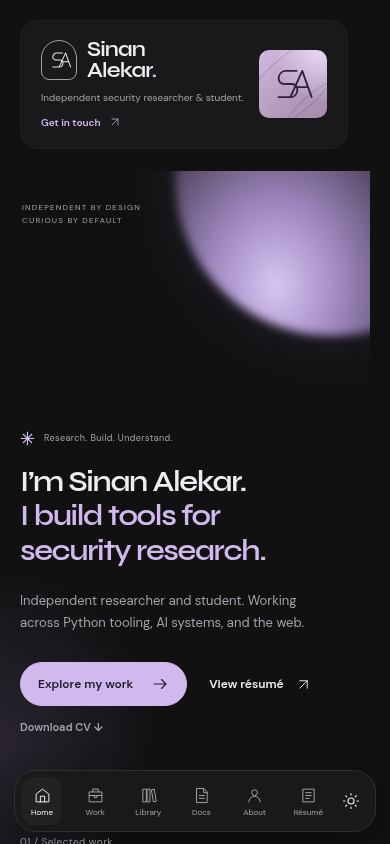 SA
Sinan
Alekar.
SA
Independent security researcher & student.
Get in touch
INDEPENDENT BY DESIGN
CURIOUS BY DEFAULT
Research. Build. Understand.
I'm Sinan Alekar.
I build tools for
security research.
Independent researcher and student. Working
across Python tooling, AI systems, and the web.
Explore my work
View résumé
Download CV ↓
Home
Work
Library
Docs
About
Résumé
01 / Selected work